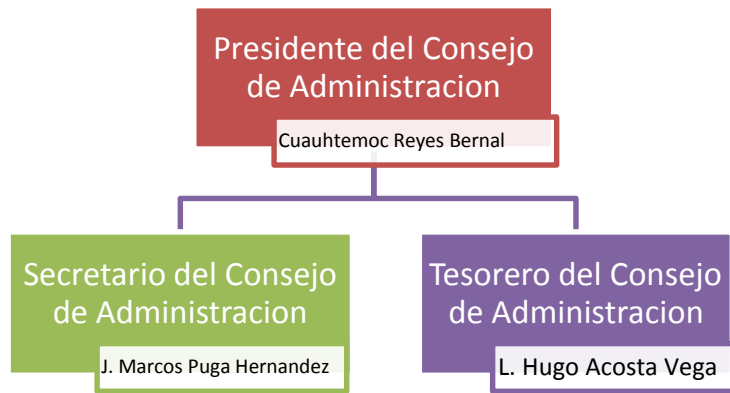 Presidente del Consejo
de Administracion
Cuauhtemoc Reyes Bernal
Secretario del Consejo
de Administracion
J. Marcos Puga Hernandez
Tesorero del Consejo
de Administracion
L. Hugo Acosta Vega